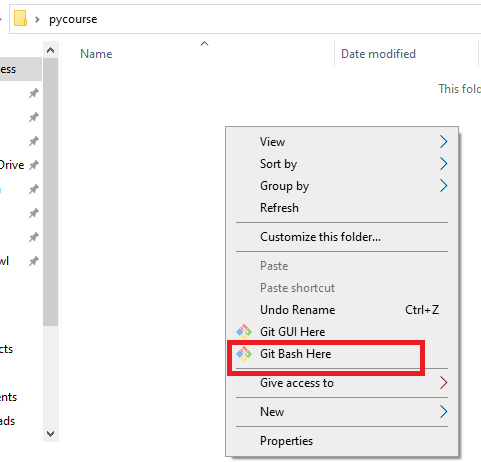 pycourse
Name
Date modified
ess
This fold
Drive
wl
cts
ents
ads
View
Sort by
Group by
Refresh
Customize this folder...
Paste
Paste shortcut
Undo Rename Ctrl+Z
Git GUI Here
Git Bash Here
Give access to
New
Properties